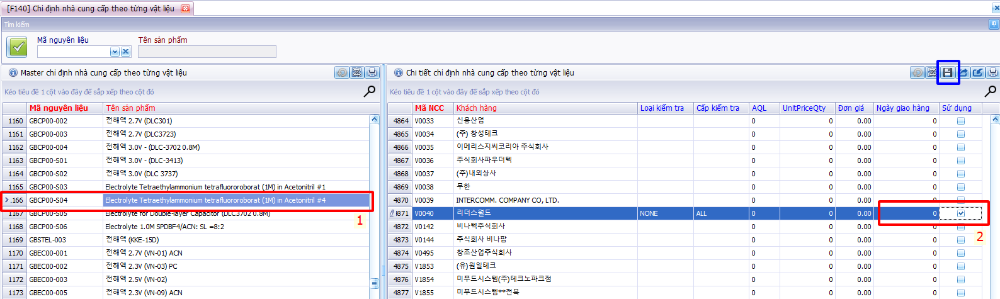 [F140] Chỉ định nhà cung cấp theo từng vật liệu
Tìm kiếm
Mã nguyên liệu Tên sản phẩm
Master chỉ định nhà cung cấp theo từng vật liệu
Kéo tiêu đề 1 cột vào đây để sắp xếp theo cột đó
Mã nguyên liệu Tên sản phẩm
1160 GBCP00-002 전해액 2.7V (DLC301)
1161 GBCP00-003 전해액 2.7V (DLC3723)
1162 GBCP00-004 전해액 3.0V - (DLC-3702 0.8M)
1163 GBCP00-S01 전해액 3.0V - (DLC-3413)
1164 GBCP00-S02 전해액 3.0V (DLC 3737)
1165 GBCP00-S03 Electrolyte Tetraethylammonium tetrafluororoborat (1M) in Acetonitril #1
.166 GBCP00-S04 Electrolyte Tetraethylammonium tetrafluororoborat (1M) in Acetonitril #4
1167 GBCP00-S05 Electrolyte for Double-layer Capacitor (DLC3702 0.8M)
1
1168 GBCP00-S06 Electrolyte 1.0M SPDBF4/ACN: SL =8:2
1169 GBSTEL-003 전해액 (KKE-15D)
1170 GBEC00-001 전해액 2.7V (VN-01) ACN
1171 GBEC00-002 전해액 2.3V (VN-03) PC
1172 GBEC00-003 전해액 2.5V (VN-02)
1173 GBEC00-005 전해액 2.3V (VN-09) ACN
Chi tiết chỉ định nhà cung cấp theo từng vật liệu
Kéo tiêu đề 1 cột vào đây để sắp xếp theo cột đó
Mã NCC Khách hàng Loại kiểm tra Cấp kiểm tra AQL UnitPriceQty Đơn giá Ngày giao hàng Sử dụng
4864 V0033 신용산업 0 0 0.00 0
4865 V0034 (주) 창성테크 0 0 0.00 0
4866 V0035 이메리스지씨코리아 주식회사 0 0 0.00 0
4867 V0036 주식회사파우더텍 0 0 0.00 0
4868 V0037 (주)내외상사 0 0 0.00 0
4869 V0038 무한 0 0 0.00 0
4870 V0039 INTERCOMM. COMPANY CO, LTD. 0 0 0.00 0
4871 V0040 리더스월드 NONE ALL 0 0 0.00 0
4872 V0142 비나텍주식회사 0 0 0.00 0
2
4873 V0144 주식회사 비나팜 0 0 0.00 0
4874 V0495 창조산업주식회사 0 0 0.00 0
4875 V1853 (유)원일테크 0 0 0.00 0
4876 V1854 미푸드시스템(주)테크노파크점 0 0 0.00 0
4877 V1855 미푸드시스템**전북 0 0 0.00 0